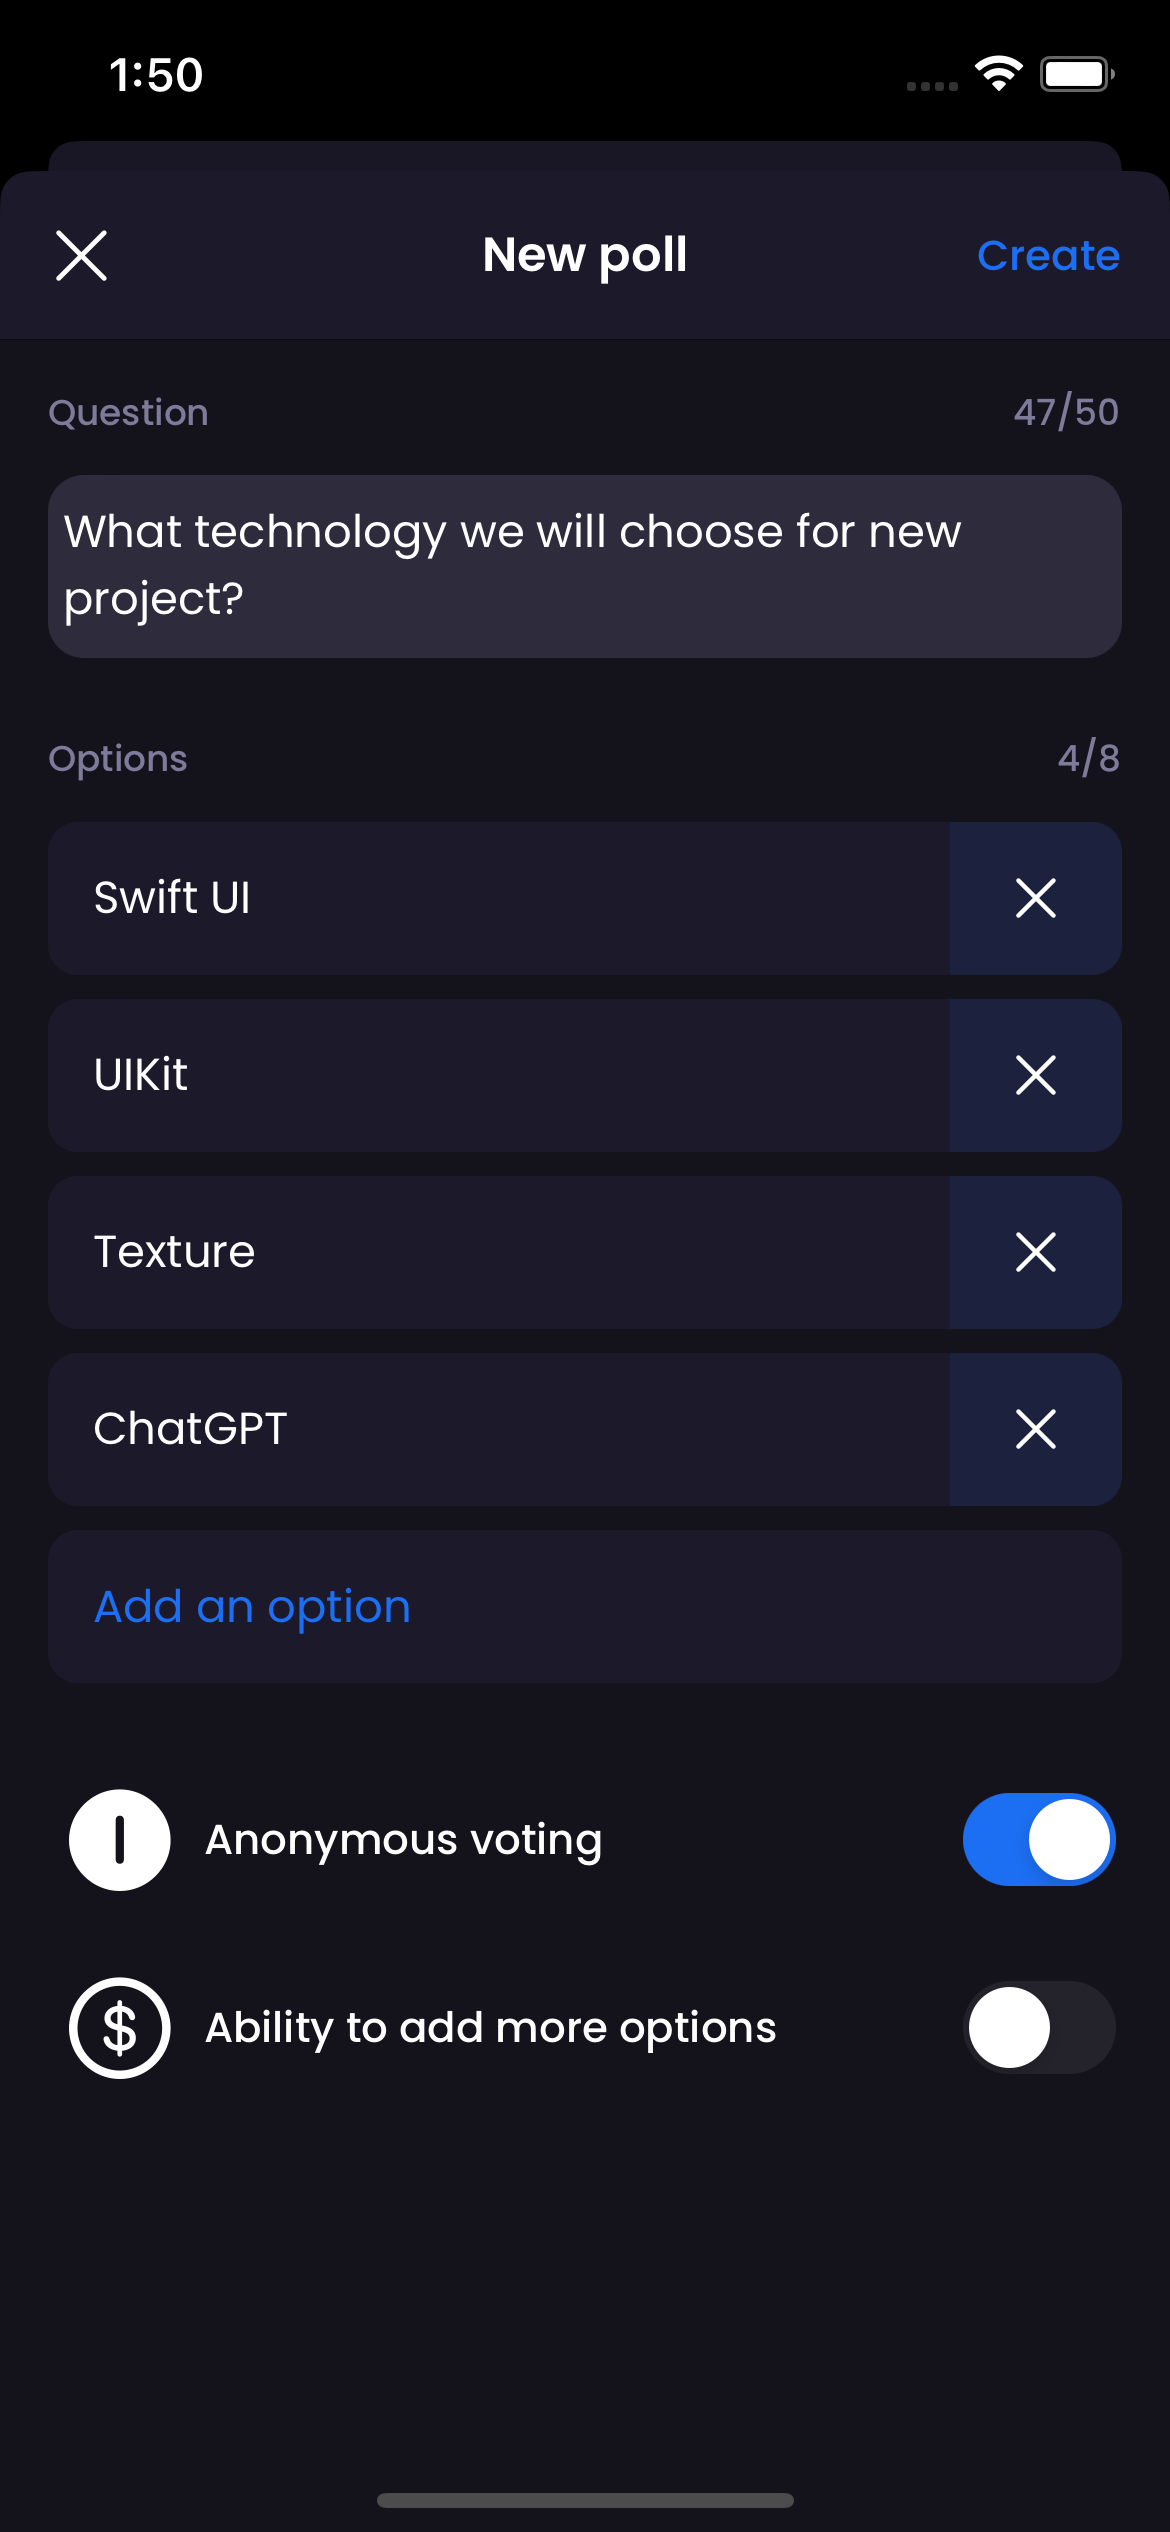 1:50
New poll
Create
Question
47/50
What technology we will choose for new
project?
Options
4/8
Swift UI
UIKit
Texture
ChatGPT
Add an option
Anonymous voting
$
Ability to add more options